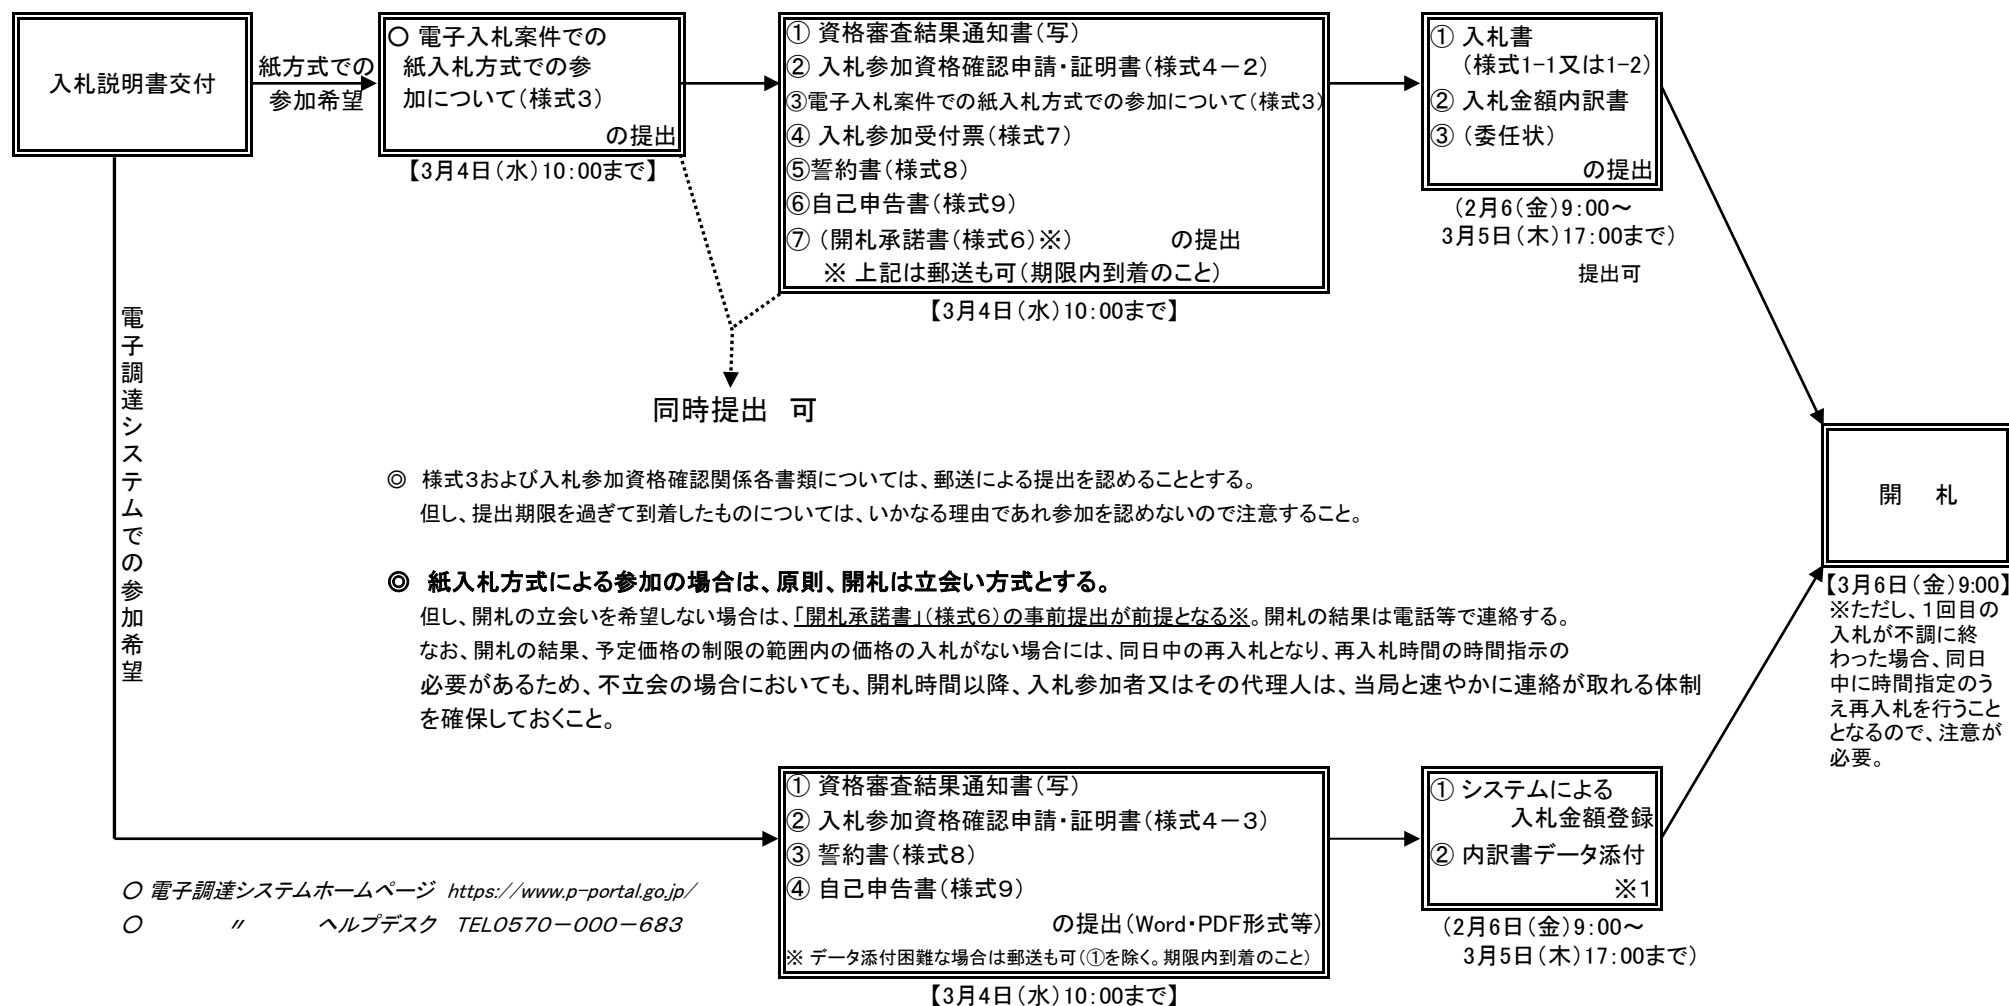 入札説明書交付
紙方式での
参加希望
〇 電子入札案件での
紙入札方式での参
加について(様式3)
の提出
【3月4日(水)10:00まで】
① 資格審査結果通知書(写)
② 入札参加資格確認申請・証明書(様式4-2)
③電子入札案件での紙入札方式での参加について(様式3)
④ 入札参加受付票(様式7)
⑤誓約書(様式8)
⑥自己申告書(様式9)
⑦ (開札承諾書(様式6)※) の提出
※ 上記は郵送も可(期限内到着のこと)
【3月4日(水)10:00まで】
① 入札書
(様式1-1又は1-2)
② 入札金額内訳書
③ (委任状)
の提出
(2月6(金)9:00~
3月5日(木)17:00まで)
提出可
同時提出 可
電子調達システムでの参加希望
◎ 様式3および入札参加資格確認関係各書類については、郵送による提出を認めることとする。
但し、提出期限を過ぎて到着したものについては、いかなる理由であれ参加を認めないので注意すること。
◎ 紙入札方式による参加の場合は、原則、開札は立会い方式とする。
但し、開札の立会いを希望しない場合は、「開札承諾書」(様式6)の事前提出が前提となる※。開札の結果は電話等で連絡する。
なお、開札の結果、予定価格の制限の範囲内の価格の入札がない場合には、同日中の再入札となり、再入札時間の時間指示の
必要があるため、不立会の場合においても、開札時間以降、入札参加者又はその代理人は、当局と速やかに連絡が取れる体制
を確保しておくこと。
開 札
【3月6日(金)9:00】
※ただし、1回目の
入札が不調に終
わった場合、同日
中に時間指定のう
え再入札を行うこと
となるので、注意が
必要。
① 資格審査結果通知書(写)
② 入札参加資格確認申請・証明書(様式4-3)
③ 誓約書(様式8)
④ 自己申告書(様式9)
の提出(Word・PDF形式等)
※ データ添付困難な場合は郵送も可(①を除く。期限内到着のこと)
【3月4日(水)10:00まで】
① システムによる
入札金額登録
② 内訳書データ添付
※1
(2月6日(金)9:00~
3月5日(木)17:00まで)
〇 電子調達システムホームページ https://www.p-portal.go.jp/
〇 〃 ヘルプデスク TEL0570-000-683